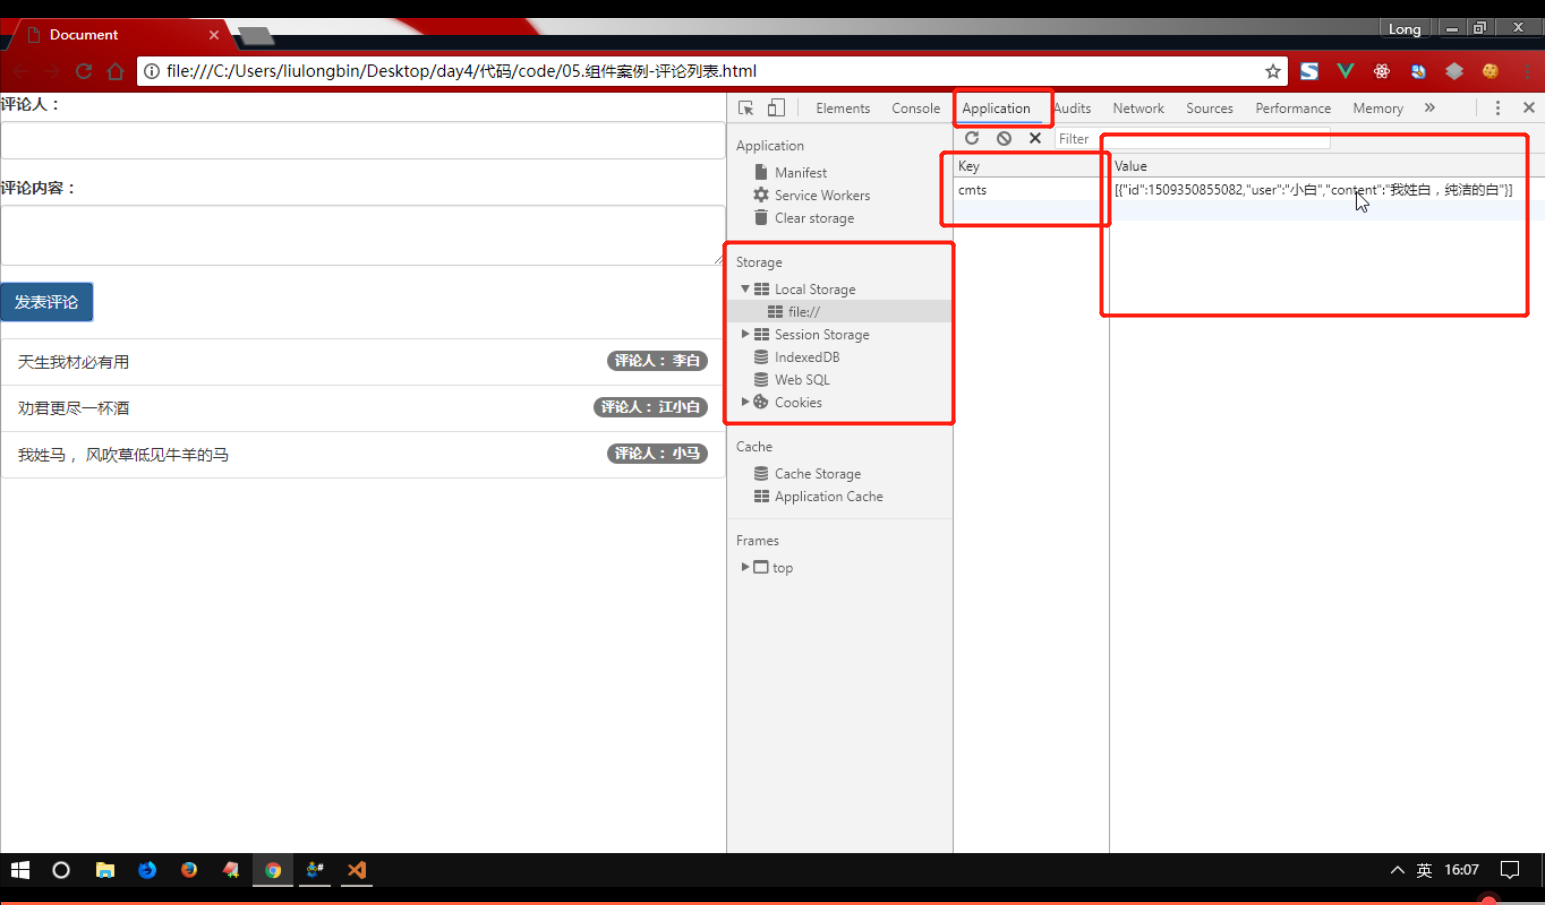 Document
Long
file:///C:/Users/liulongbin/Desktop/day4/代码/code/05.组件案例-评论列表.html
评论人：
评论内容：
发表评论
天生我材必有用 评论人： 李白
劝君更尽一杯酒 评论人： 江小白
我姓马 ，风吹草低见牛羊的马 评论人： 小马
Elements Console Application Audits Network Sources Performance Memory »
Application
Manifest
Service Workers
Clear storage
Storage
Local Storage
file://
Session Storage
IndexedDB
Web SQL
Cookies
Cache
Cache Storage
Application Cache
Frames
top
Filter
Key Value
cmts [{"id":1509350855082,"user":"小白","content":"我姓白，纯洁的白"}]
英 16:07